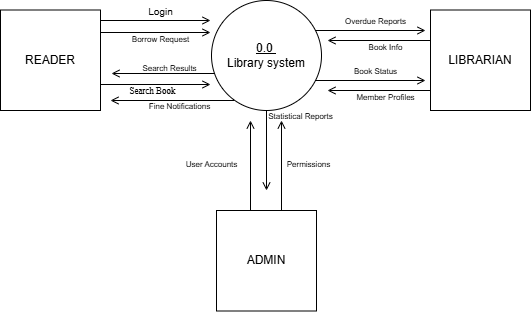 Login
Borrow Request
READER
Search Results
Search Book
Fine Notifications
0.0
Library system
Overdue Reports
Book Info
LIBRARIAN
Book Status
Member Profiles
Statistical Reports
User Accounts
Permissions
ADMIN